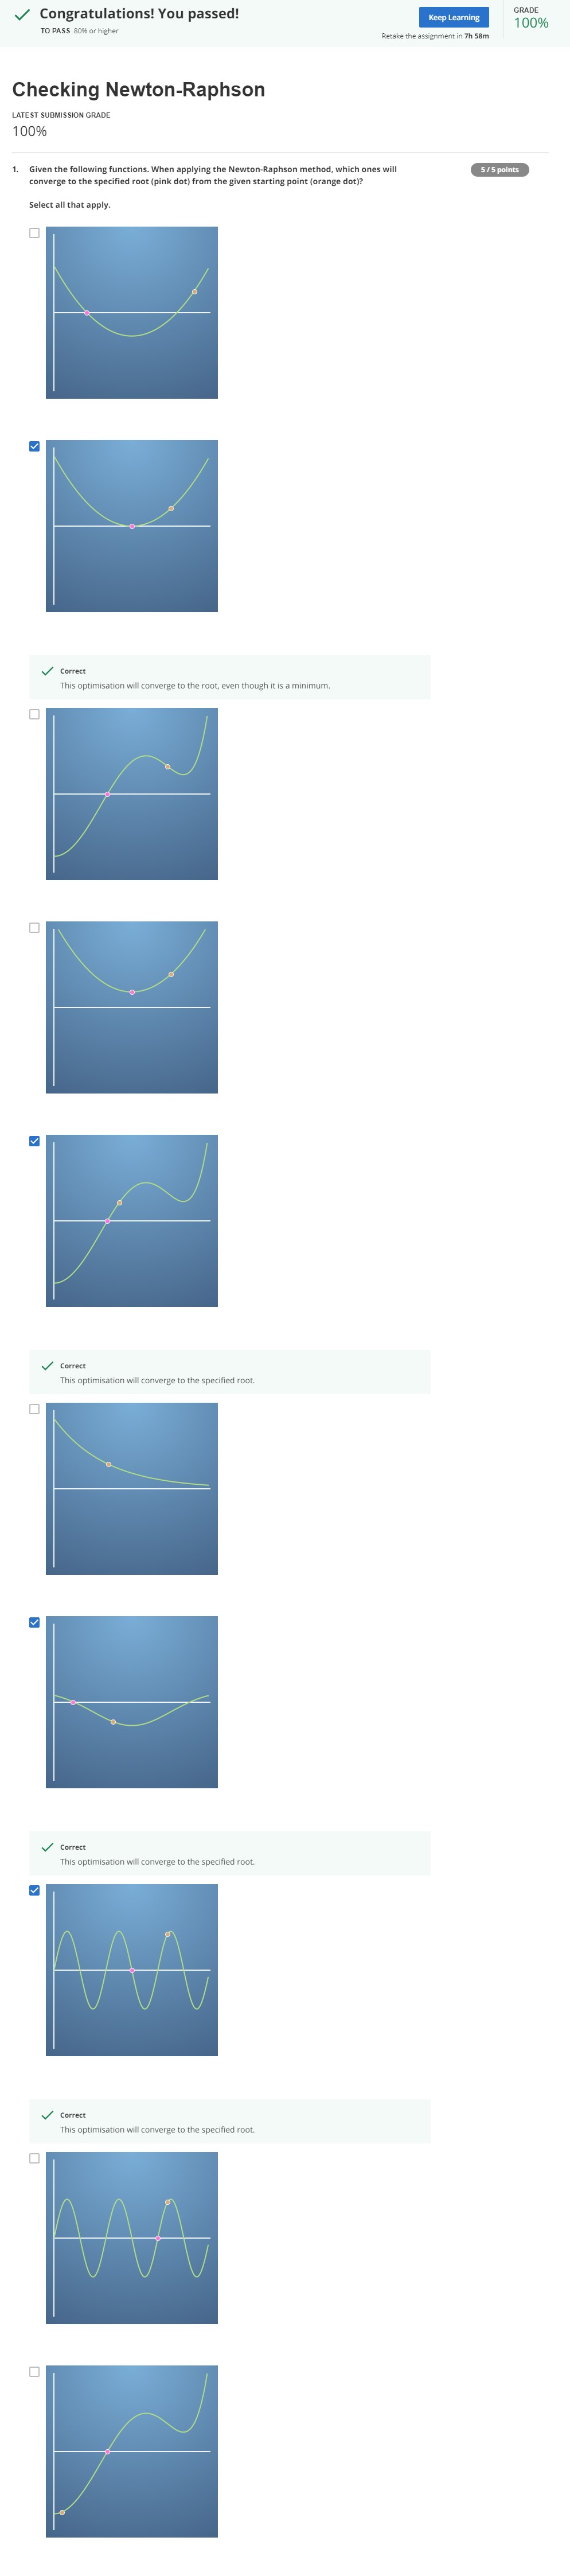 Congratulations! You passed!
TO PASS 80% or higher
Keep Learning
Retake the assignment in 7h 58m
GRADE
100%
Checking Newton-Raphson
LATEST SUBMISSION GRADE
100%
1. Given the following functions. When applying the Newton-Raphson method, which ones will
converge to the specified root (pink dot) from the given starting point (orange dot)?
5 / 5 points
Select all that apply.
Correct
This optimisation will converge to the root, even though it is a minimum.
Correct
This optimisation will converge to the specified root.
Correct
This optimisation will converge to the specified root.
Correct
This optimisation will converge to the specified root.